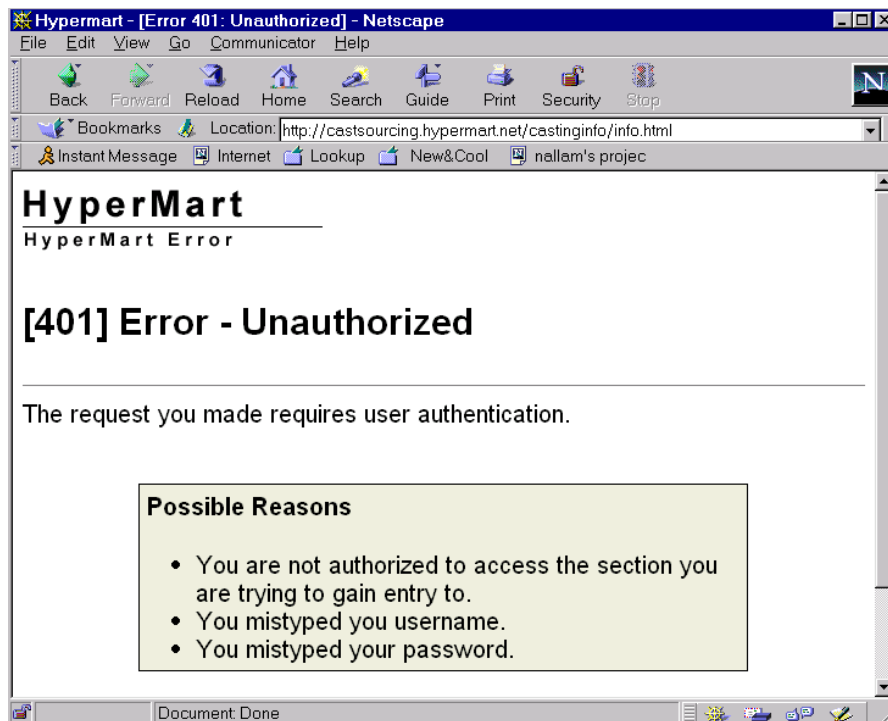 Hypermart - [Error 401: Unauthorized] - Netscape
File Edit View Go Communicator Help
Back Forward Reload Home Search Guide Print Security Stop
N
Bookmarks Location: http://castsourcing.hypermart.net/castinginfo/info.html
Instant Message Internet Lookup New&Cool nallam's projec
HyperMart
HyperMart Error
[401] Error - Unauthorized
The request you made requires user authentication.
Possible Reasons
• You are not authorized to access the section you
are trying to gain entry to.
• You mistyped you username.
• You mistyped your password.
Document: Done